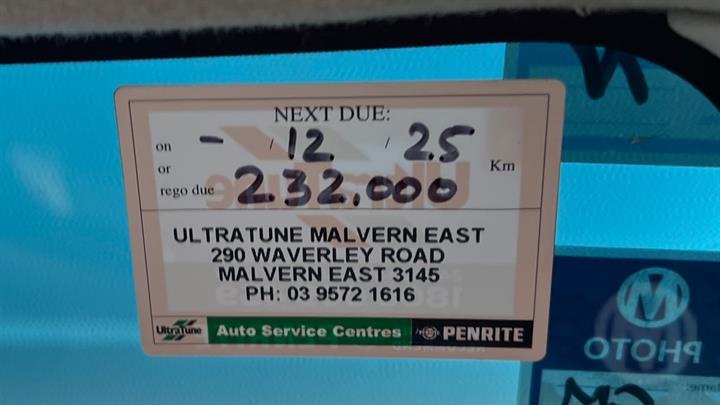 NEXT DUE:
on - / 12 / 25
or
rego due 232,000 Km
ULTRATUNE MALVERN EAST
290 WAVERLEY ROAD
MALVERN EAST 3145
PH: 03 9572 1616
UltraTune Auto Service Centres PENRITE
UltraTune
M
PHOTO